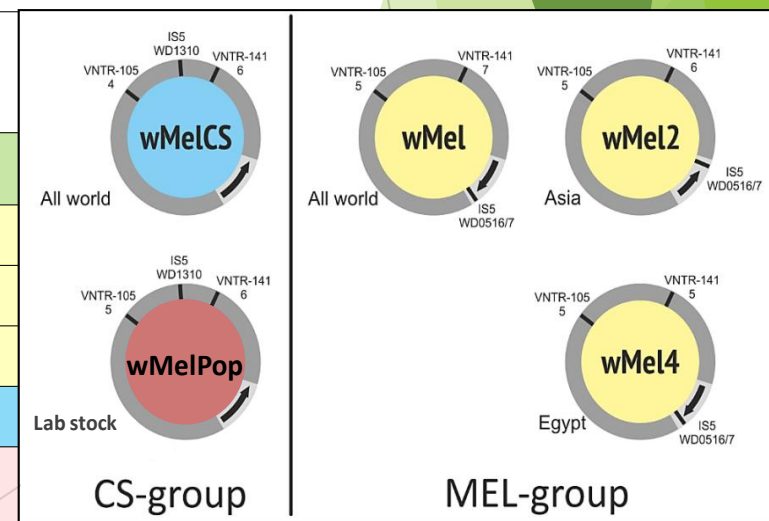 IS5
WD1310
VNTR-105
4
VNTR-141
6
wMelCS
All world
VNTR-105
5
VNTR-141
7
wMel
All world
IS5
WD0516/7
VNTR-105
5
VNTR-141
6
wMel2
Asia
IS5
WD0516/7
IS5
WD1310
VNTR-105
5
VNTR-141
6
wMelPop
Lab stock
VNTR-105
5
VNTR-141
5
wMel4
Egypt
IS5
WD0516/7
CS-group
MEL-group